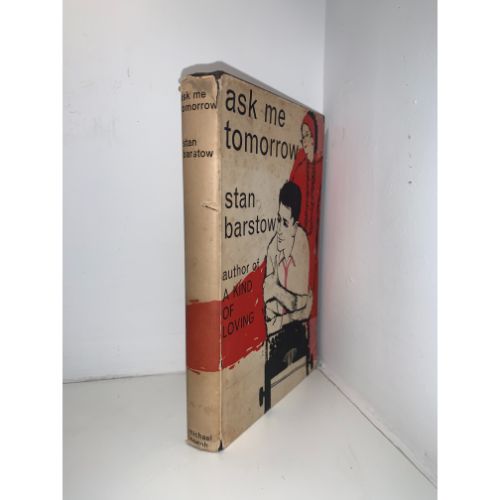 ask me
tomorrow
stan
barstow
michael
joseph
ask me
tomorrow
stan
barstow
author of
A KIND
OF
LOVING